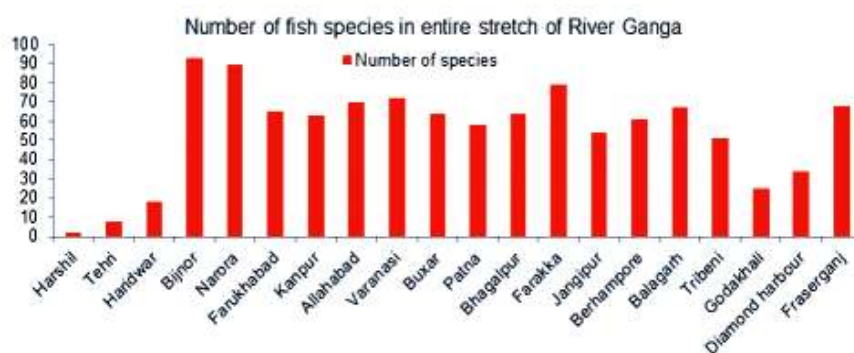 Number of fish species in entire stretch of River Ganga
Number of species
100
90
80
70
60
50
40
30
20
10
0
Harshil
Tehri
Haridwar
Bijnor
Narora
Farukhabad
Kanpur
Allahabad
Varanasi
Buxar
Patna
Bhagalpur
Farakka
Jangipur
Berhampore
Balagarh
Tribeni
Godakhali
Diamond harbour
Fraserganj